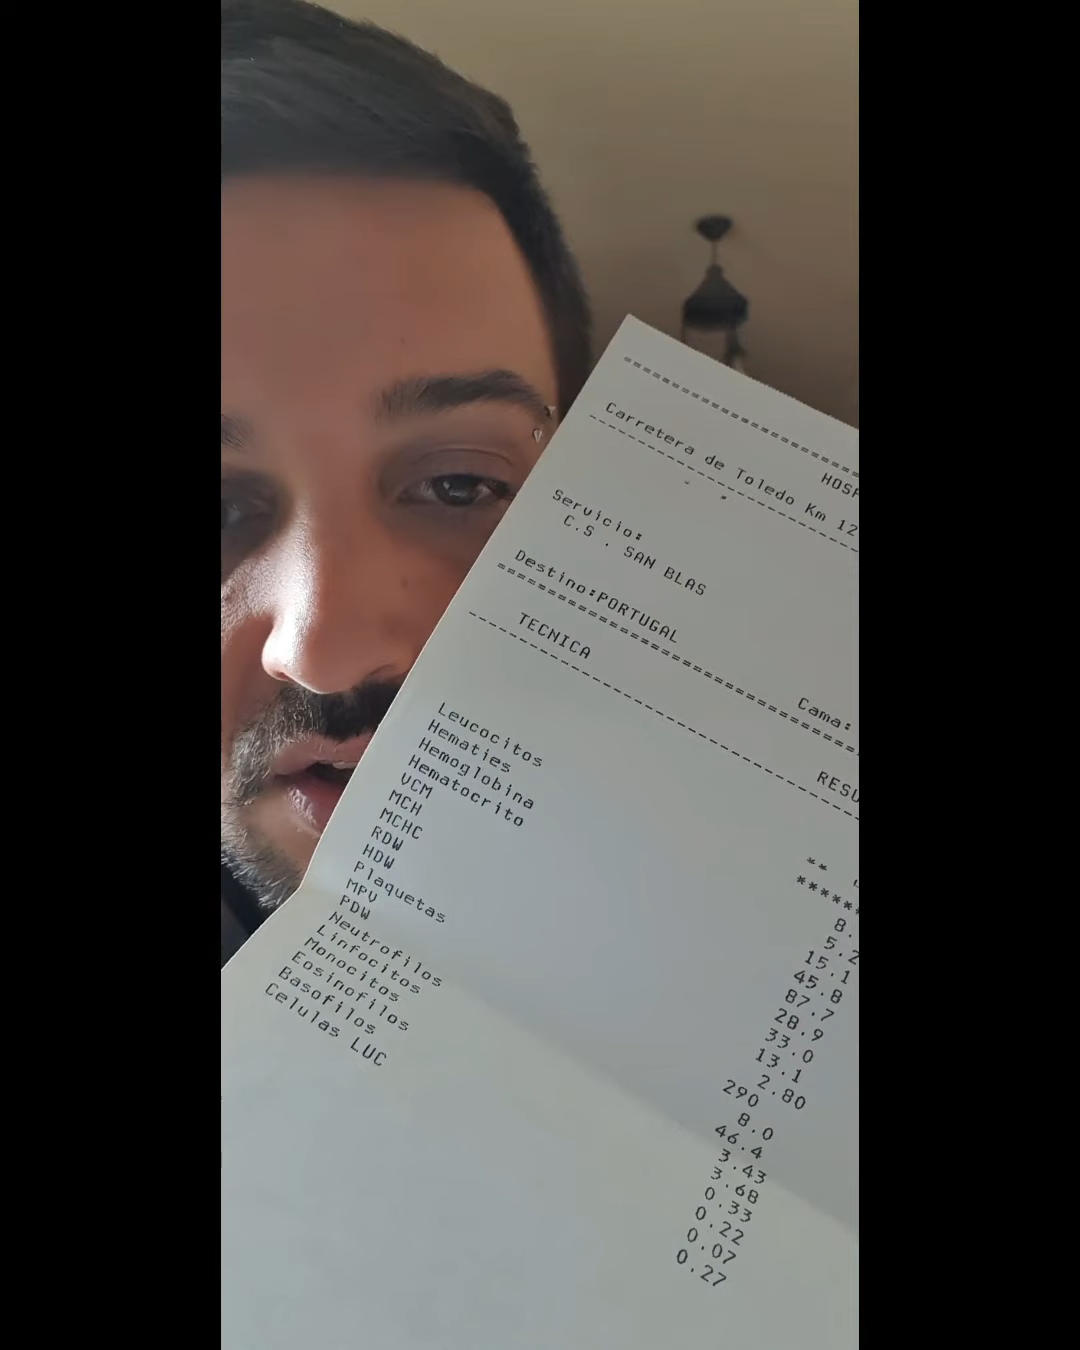 ==========================
HOSP
Carretera de Toledo Km 12
--------------------------
Servicio:
C.S . SAN BLAS
Destino:PORTUGAL
Cama:
==========================
TECNICA RESU
--------------------------
**
******
Leucocitos 8.
Hematies 5.2
Hemoglobina 15.1
Hematocrito 45.8
VCM 87.7
MCH 28.9
MCHC 33.0
RDW 13.1
HDW 2.80
Plaquetas 290
MPV 8.0
PDW 46.4
Neutrofilos 3.43
Linfocitos 3.68
Monocitos 0.33
Eosinofilos 0.22
Basofilos 0.07
Celulas LUC 0.27